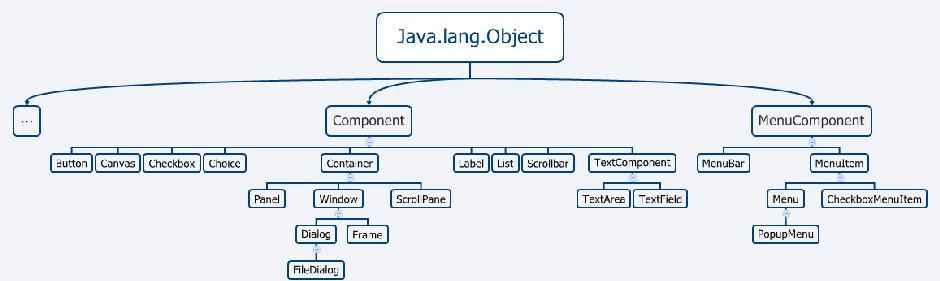 Java.lang.Object
...
Component
MenuComponent
Button
Canvas
Checkbox
Choice
Container
Label
List
Scrollbar
TextComponent
MenuBar
MenuItem
Panel
Window
ScrollPane
TextArea
TextField
Menu
CheckboxMenuItem
Dialog
Frame
PopupMenu
FileDialog